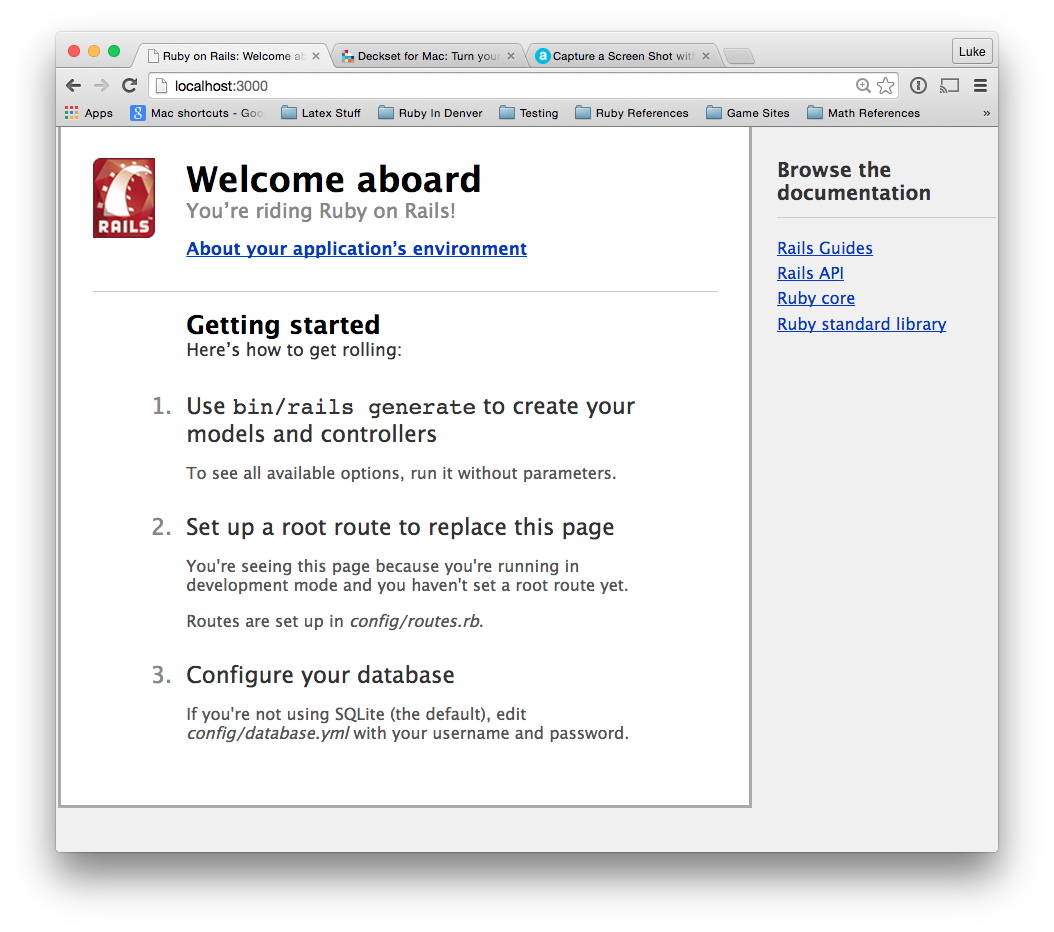 Ruby on Rails: Welcome ab
Deckset for Mac: Turn your
Capture a Screen Shot with
Luke
localhost:3000
Apps
Mac shortcuts - Goo
Latex Stuff
Ruby In Denver
Testing
Ruby References
Game Sites
Math References
»
RAILS
Welcome aboard
You’re riding Ruby on Rails!
About your application’s environment
Getting started
Here’s how to get rolling:
1. Use bin/rails generate to create your
models and controllers
To see all available options, run it without parameters.
2. Set up a root route to replace this page
You're seeing this page because you're running in
development mode and you haven't set a root route yet.
Routes are set up in config/routes.rb.
3. Configure your database
If you're not using SQLite (the default), edit
config/database.yml with your username and password.
Browse the
documentation
Rails Guides
Rails API
Ruby core
Ruby standard library